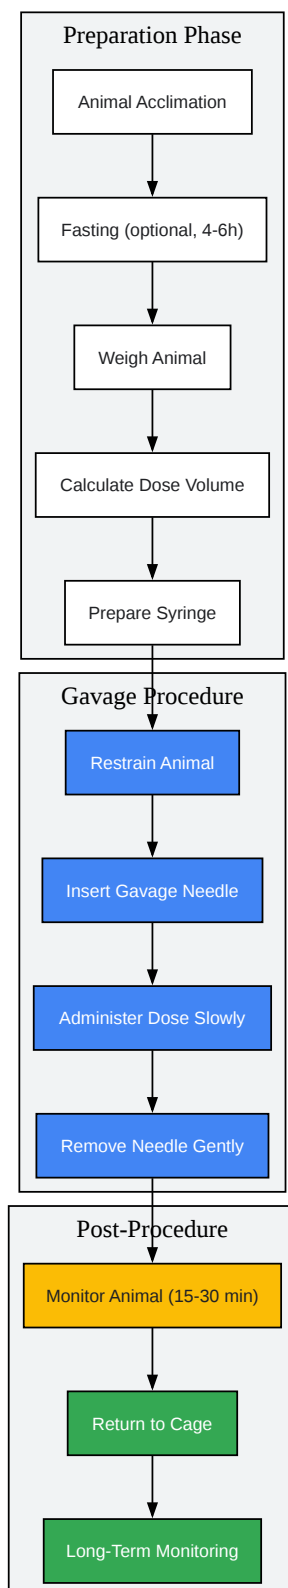 Preparation Phase
Animal Acclimation
Fasting (optional, 4-6h)
Weigh Animal
Calculate Dose Volume
Prepare Syringe
Gavage Procedure
Restrain Animal
Insert Gavage Needle
Administer Dose Slowly
Remove Needle Gently
Post-Procedure
Monitor Animal (15-30 min)
Return to Cage
Long-Term Monitoring